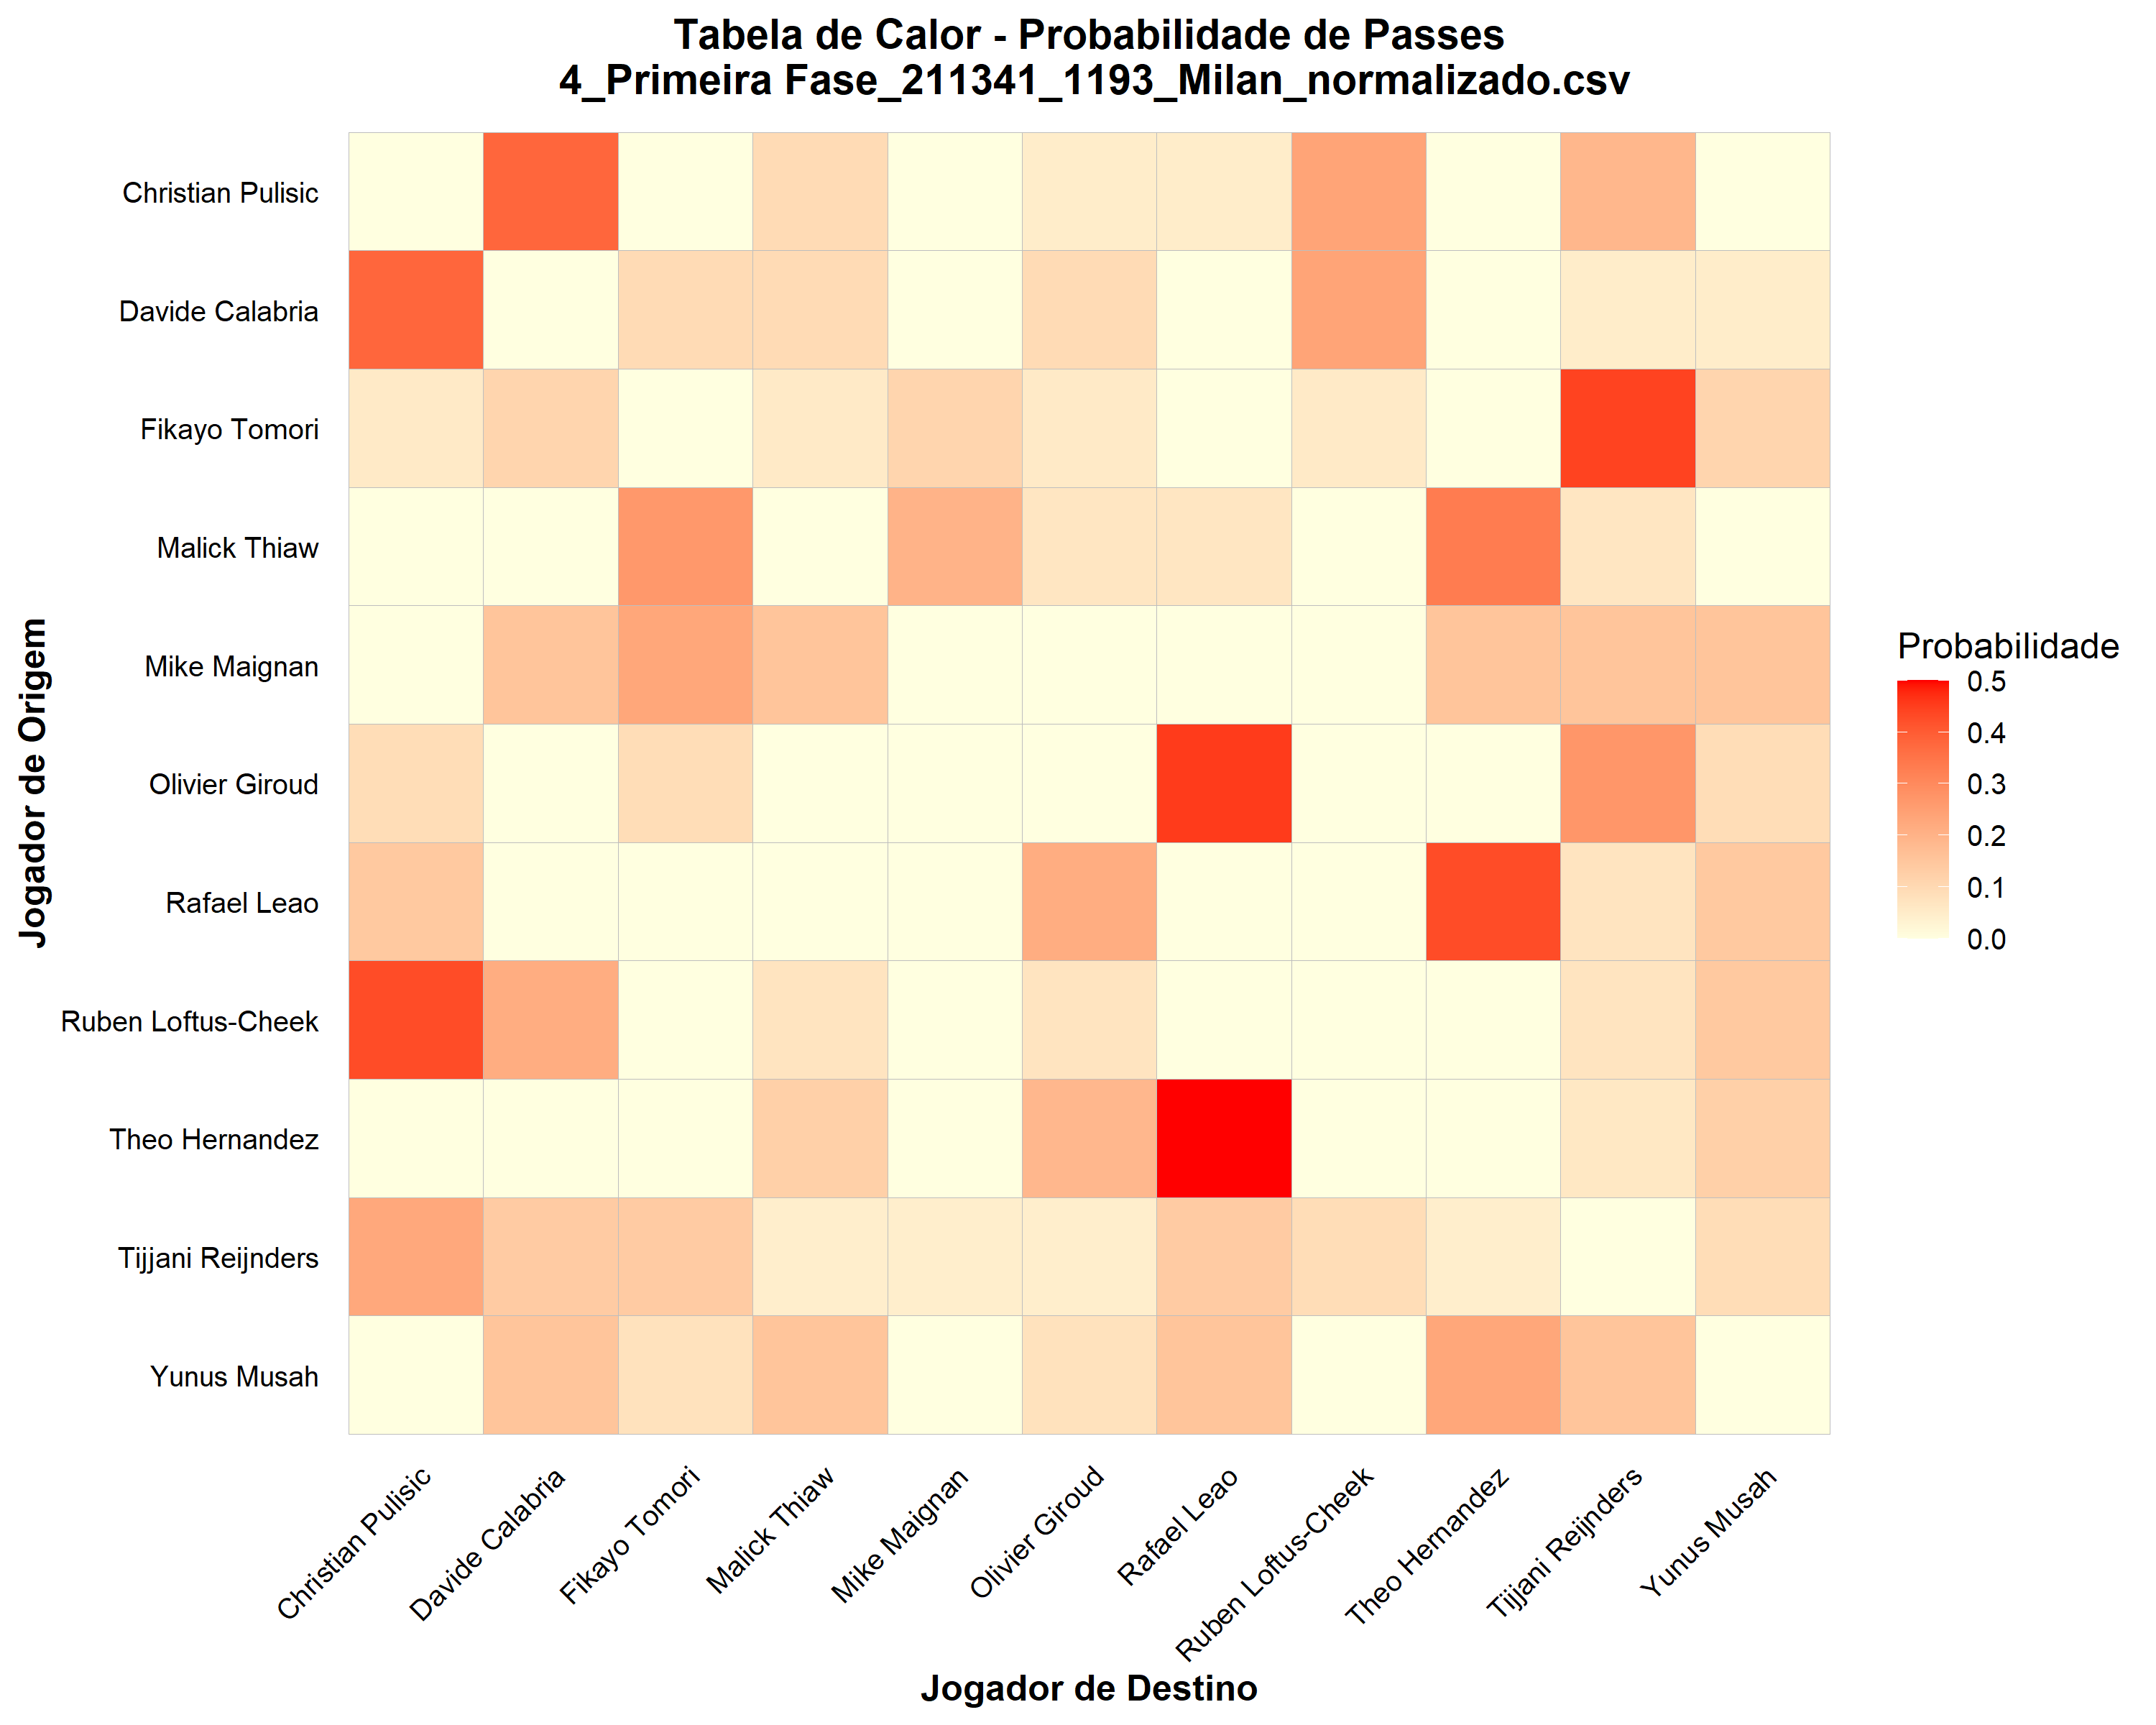 Tabela de Calor - Probabilidade de Passes
4_Primeira Fase_211341_1193_Milan_normalizado.csv
Jogador de Origem
Christian Pulisic
Davide Calabria
Fikayo Tomori
Malick Thiaw
Mike Maignan
Olivier Giroud
Rafael Leao
Ruben Loftus-Cheek
Theo Hernandez
Tijjani Reijnders
Yunus Musah
Christian Pulisic
Davide Calabria
Fikayo Tomori
Malick Thiaw
Mike Maignan
Olivier Giroud
Rafael Leao
Ruben Loftus-Cheek
Theo Hernandez
Tijjani Reijnders
Yunus Musah
Jogador de Destino
Probabilidade
0.5
0.4
0.3
0.2
0.1
0.0